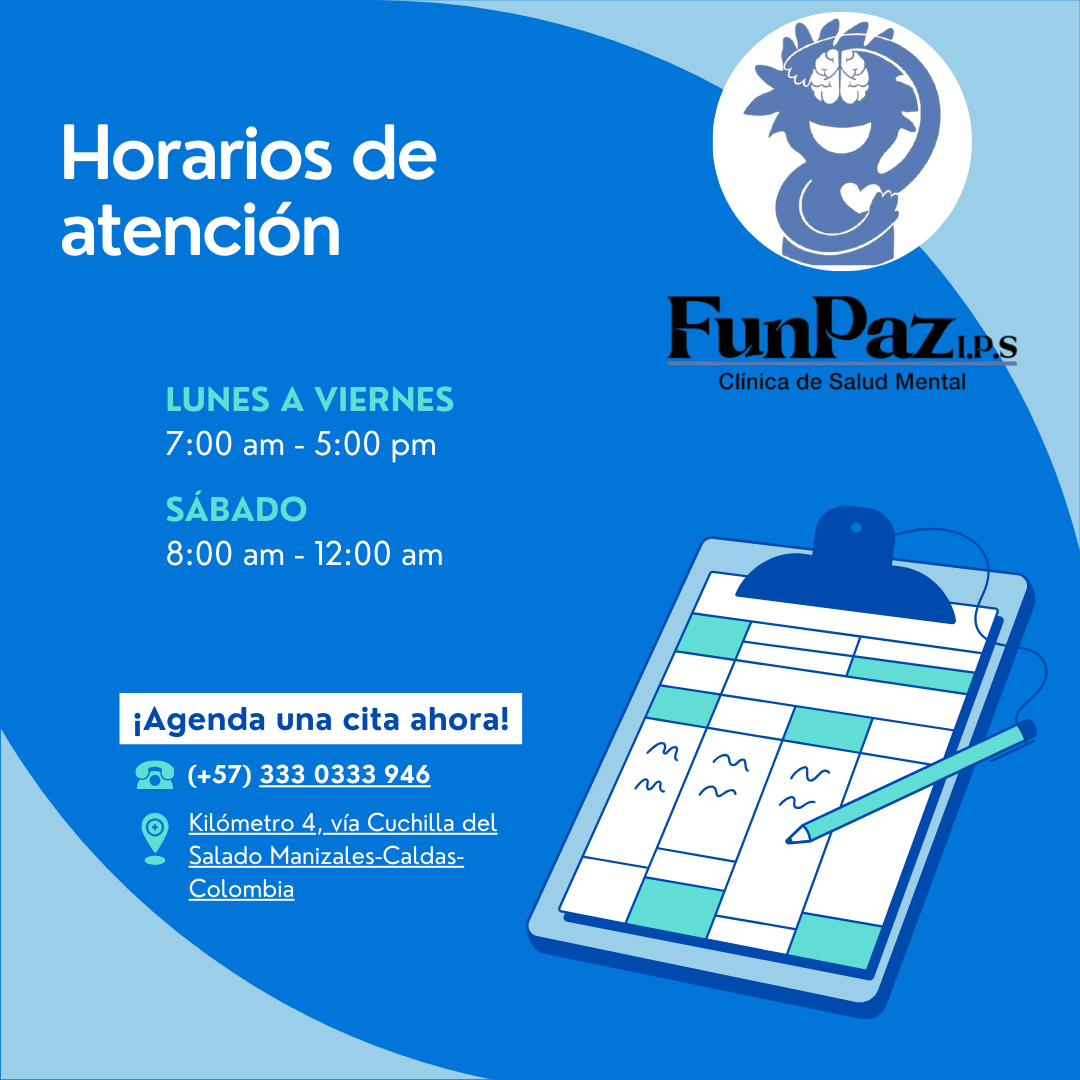 Horarios de
atención
FunPaz I.P.S
Clínica de Salud Mental
LUNES A VIERNES
7:00 am - 5:00 pm
SÁBADO
8:00 am - 12:00 am
¡Agenda una cita ahora!
(+57) 333 0333 946
Kilómetro 4, vía Cuchilla del
Salado Manizales-Caldas-
Colombia